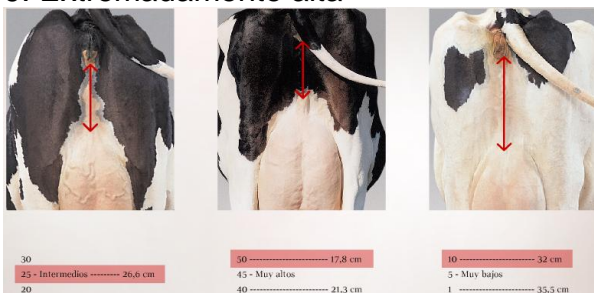 30
25 - Intermedios --------- 26,6 cm
20
50 ------------------------- 17,8 cm
45 - Muy altos
40 ------------------------- 21,3 cm
10 ------------------------ 32 cm
5 - Muy bajos
1 ------------------------- 35,5 cm